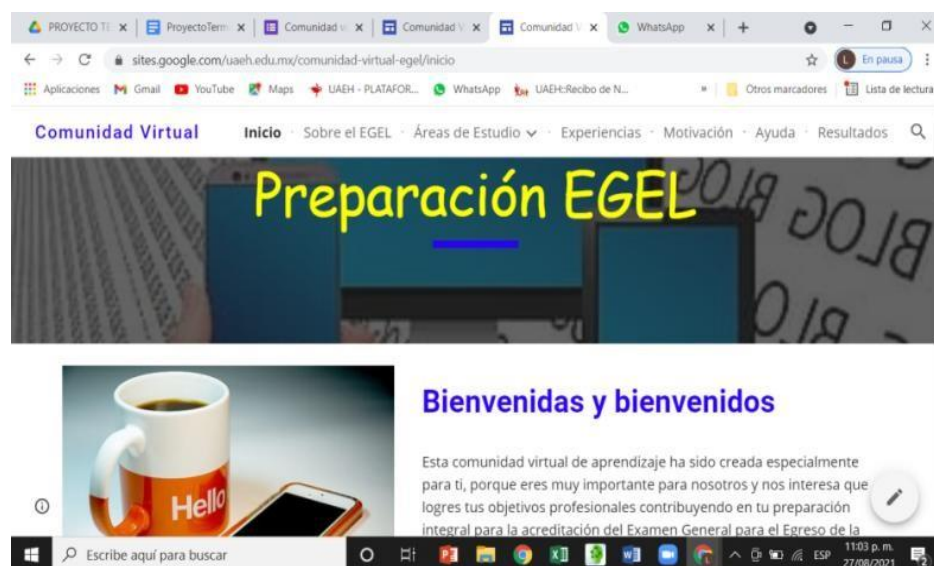 PROYECTO TE
ProyectoTerm
Comunidad v
Comunidad V
Comunidad V
WhatsApp
sites.google.com/uaeh.edu.mx/comunidad-virtual-egel/inicio
L En pausa
Aplicaciones Gmail YouTube Maps UAEH - PLATAFOR... WhatsApp UAEH::Recibo de N... » Otros marcadores Lista de lectura
Comunidad Virtual Inicio · Sobre el EGEL · Áreas de Estudio · Experiencias · Motivación · Ayuda · Resultados
Preparación EGEL
BLOG
BLOG
BLOG
Bienvenidas y bienvenidos
Hello
Esta comunidad virtual de aprendizaje ha sido creada especialmente
para ti, porque eres muy importante para nosotros y nos interesa que
logres tus objetivos profesionales contribuyendo en tu preparación
integral para la acreditación del Examen General para el Egreso de la
Escribe aquí para buscar
ESP
11:03 p. m.
27/08/2021
2